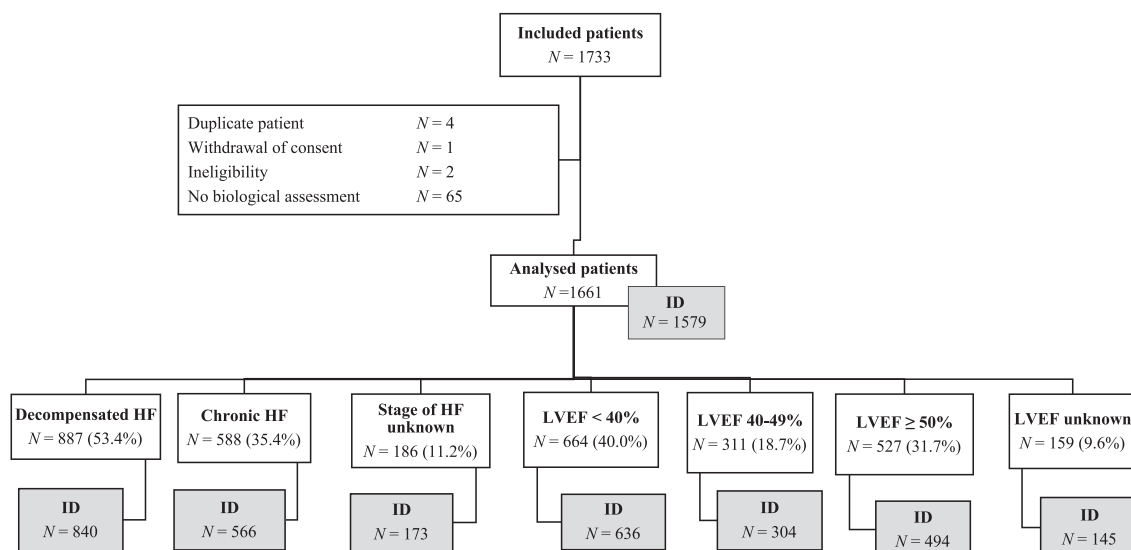 Included patients
N = 1733
Duplicate patient N = 4
Withdrawal of consent N = 1
Ineligibility N = 2
No biological assessment N = 65
Analysed patients
N =1661
ID
N = 1579
Decompensated HF
N = 887 (53.4%)
ID
N = 840
Chronic HF
N = 588 (35.4%)
ID
N = 566
Stage of HF
unknown
N = 186 (11.2%)
ID
N = 173
LVEF < 40%
N = 664 (40.0%)
ID
N = 636
LVEF 40-49%
N = 311 (18.7%)
ID
N = 304
LVEF ≥ 50%
N = 527 (31.7%)
ID
N = 494
LVEF unknown
N = 159 (9.6%)
ID
N = 145